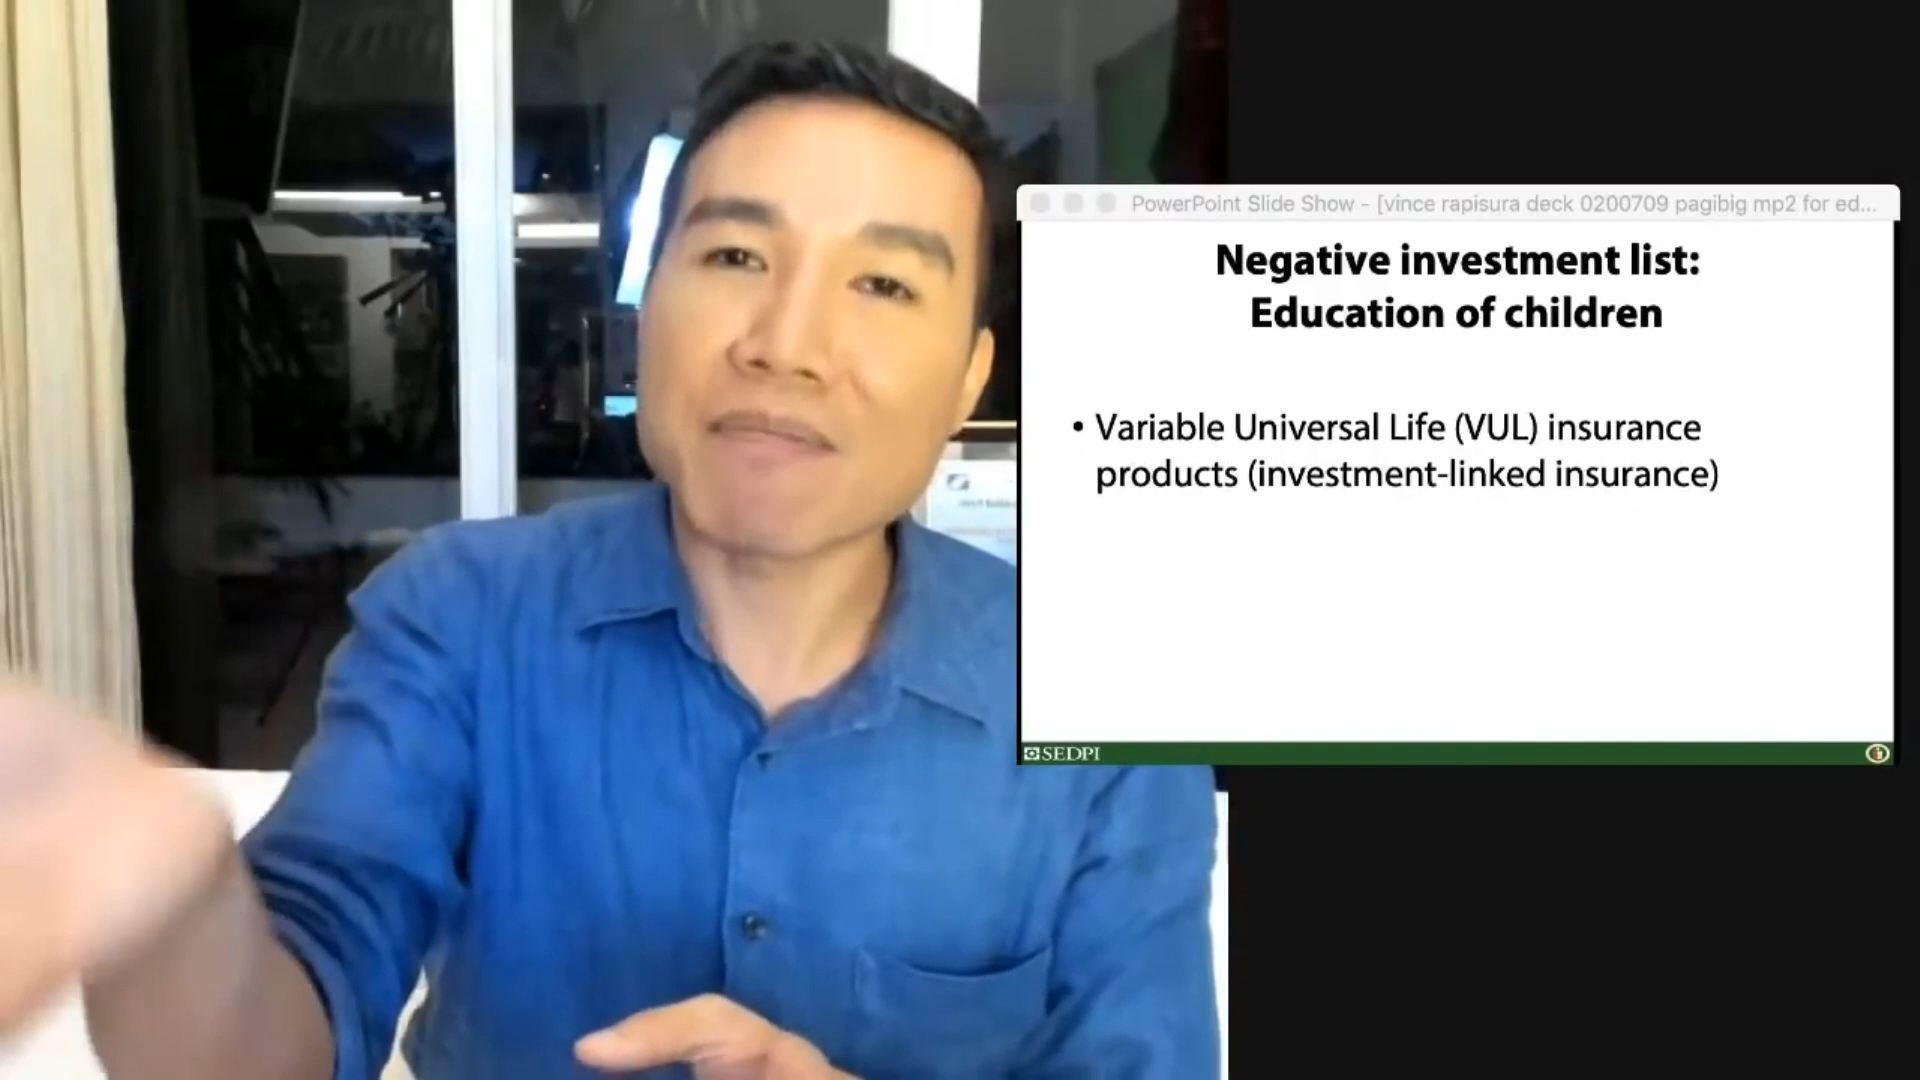 PowerPoint Slide Show - [vince rapisura deck 0200709 pagibig mp2 for ed...
Negative investment list:
Education of children
• Variable Universal Life (VUL) insurance
products (investment-linked insurance)
SEDPI